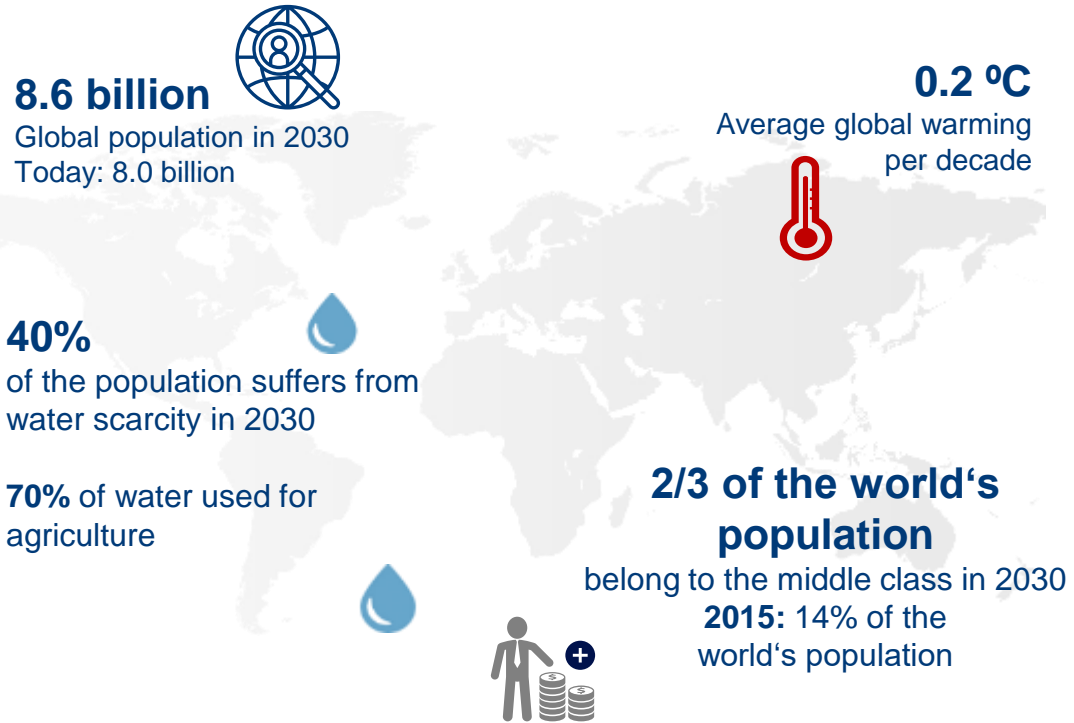 8.6 billion
Global population in 2030
Today: 8.0 billion
0.2 ºC
Average global warming
per decade
40%
of the population suffers from
water scarcity in 2030
70% of water used for
agriculture
2/3 of the world‘s
population
belong to the middle class in 2030
2015: 14% of the
world‘s population
$
$